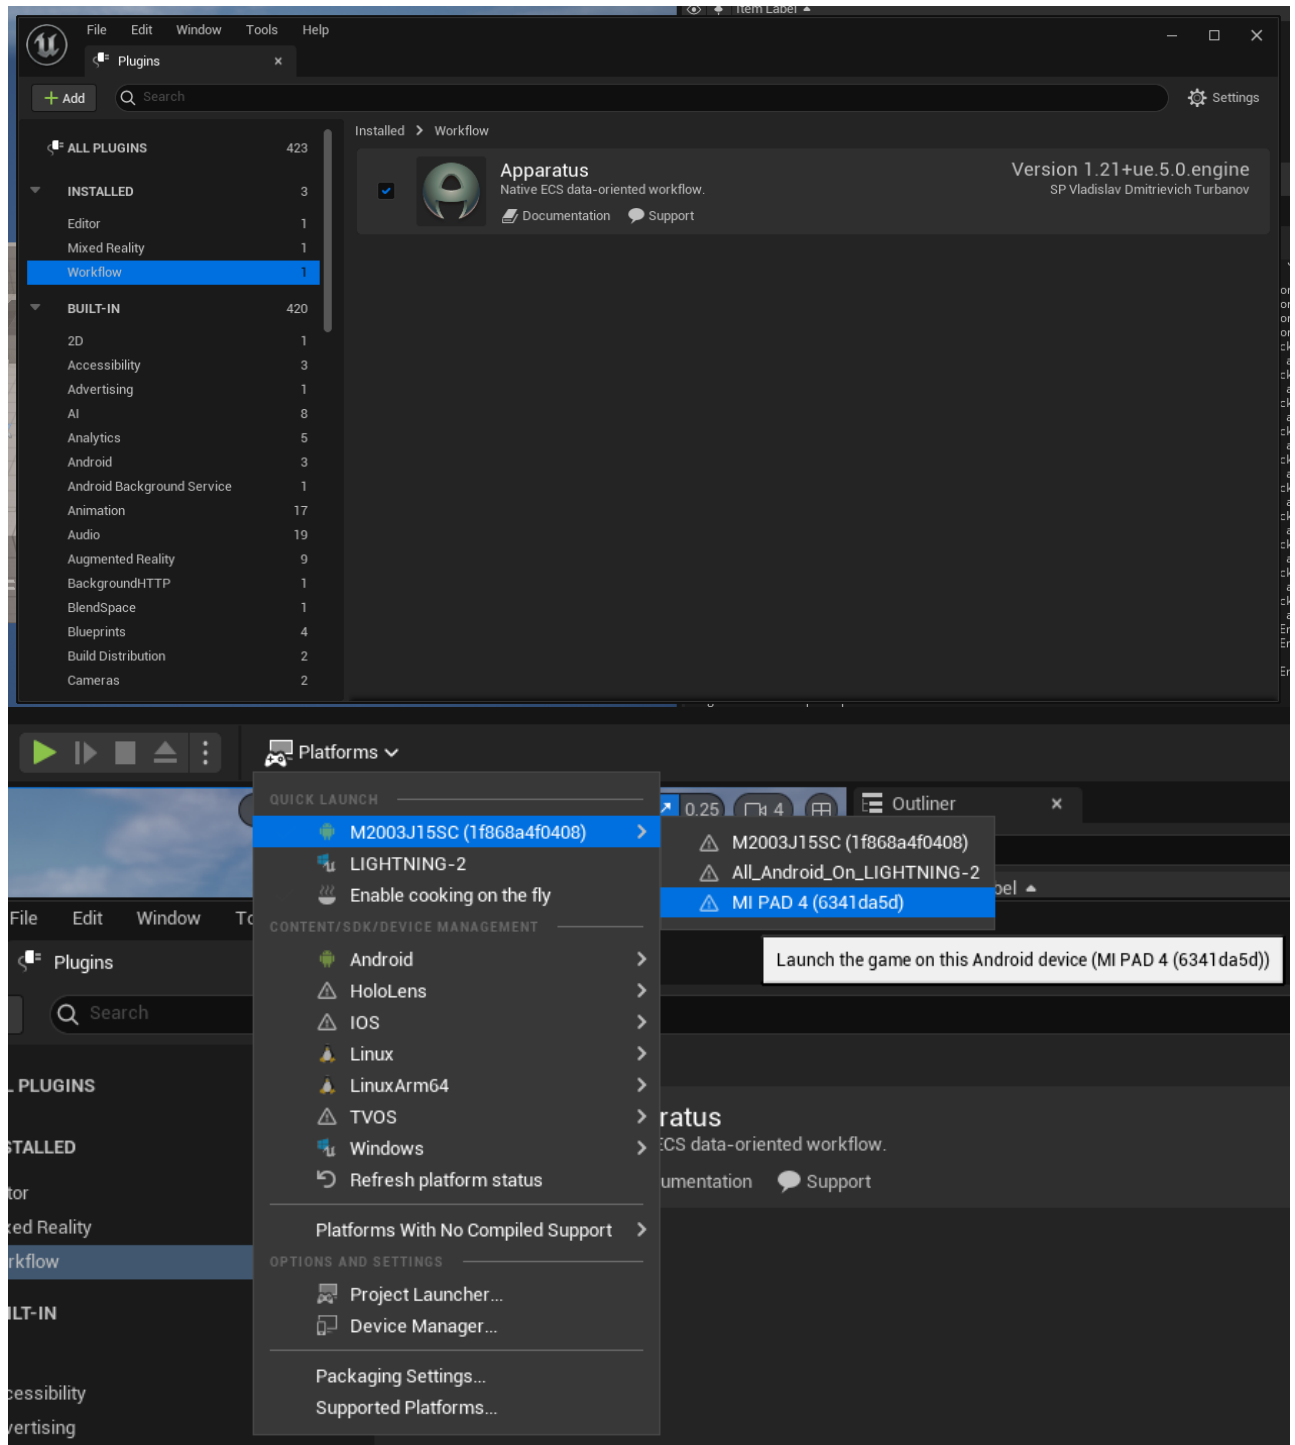 Item Label
File Edit Window Tools Help
Plugins
Add Search Settings
Installed > Workflow
ALL PLUGINS 423
INSTALLED 3
Editor 1
Mixed Reality 1
Workflow 1
BUILT-IN 420
2D 1
Accessibility 3
Advertising 1
AI 8
Analytics 5
Android 3
Android Background Service 1
Animation 17
Audio 19
Augmented Reality 9
BackgroundHTTP 1
BlendSpace 1
Blueprints 4
Build Distribution 2
Cameras 2
Apparatus Version 1.21+ue.5.0.engine
Native ECS data-oriented workflow. SP Vladislav Dmitrievich Turbanov
Documentation Support
Platforms
QUICK LAUNCH
M2003J15SC (1f868a4f0408)
LIGHTNING-2
Enable cooking on the fly
CONTENT/SDK/DEVICE MANAGEMENT
Android
HoloLens
IOS
Linux
LinuxArm64
TVOS
Windows
Refresh platform status
Platforms With No Compiled Support
OPTIONS AND SETTINGS
Project Launcher...
Device Manager...
Packaging Settings...
Supported Platforms...
0.25 4
Outliner
M2003J15SC (1f868a4f0408)
All_Android_On_LIGHTNING-2
MI PAD 4 (6341da5d)
Launch the game on this Android device (MI PAD 4 (6341da5d))
File Edit Window
Plugins
Search
PLUGINS
STALLED
tor
ked Reality
rkflow
ILT-IN
cessibility
vertising
ratus
ECS data-oriented workflow.
umentation Support